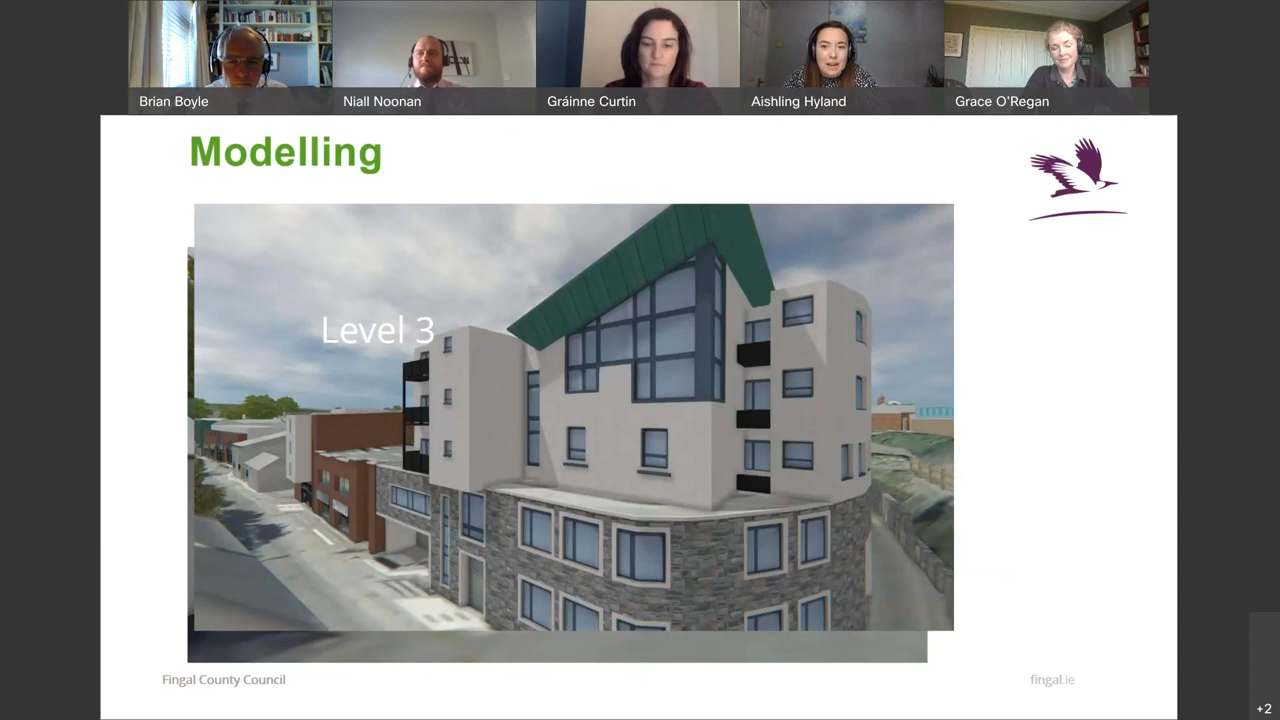 Brian Boyle
Niall Noonan
Gráinne Curtin
Aishling Hyland
Grace O'Regan
Modelling
Level 3
Fingal County Council
fingal.ie
+2